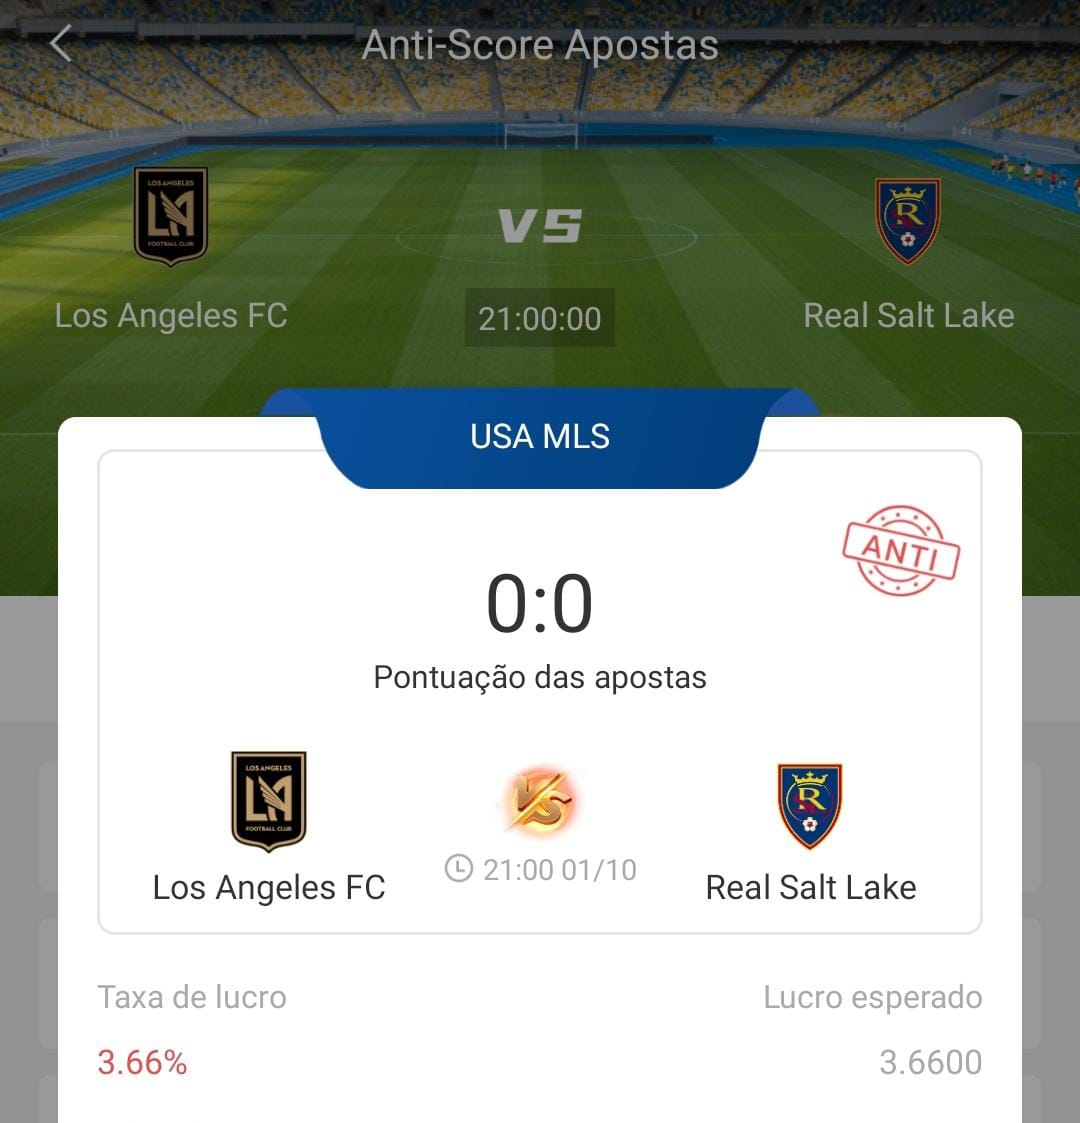 Anti-Score Apostas
LOS ANGELES
LA
FOOTBALL CLUB
VS
Los Angeles FC
21:00:00
Real Salt Lake
USA MLS
ANTI
0:0
Pontuação das apostas
LOS ANGELES
LA
FOOTBALL CLUB
VS
21:00 01/10
Los Angeles FC
Real Salt Lake
Taxa de lucro
Lucro esperado
3.66%
3.6600